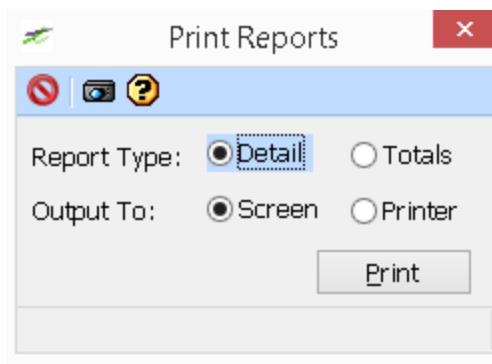 Print Reports
Report Type: Detail Totals
Output To: Screen Printer
Print